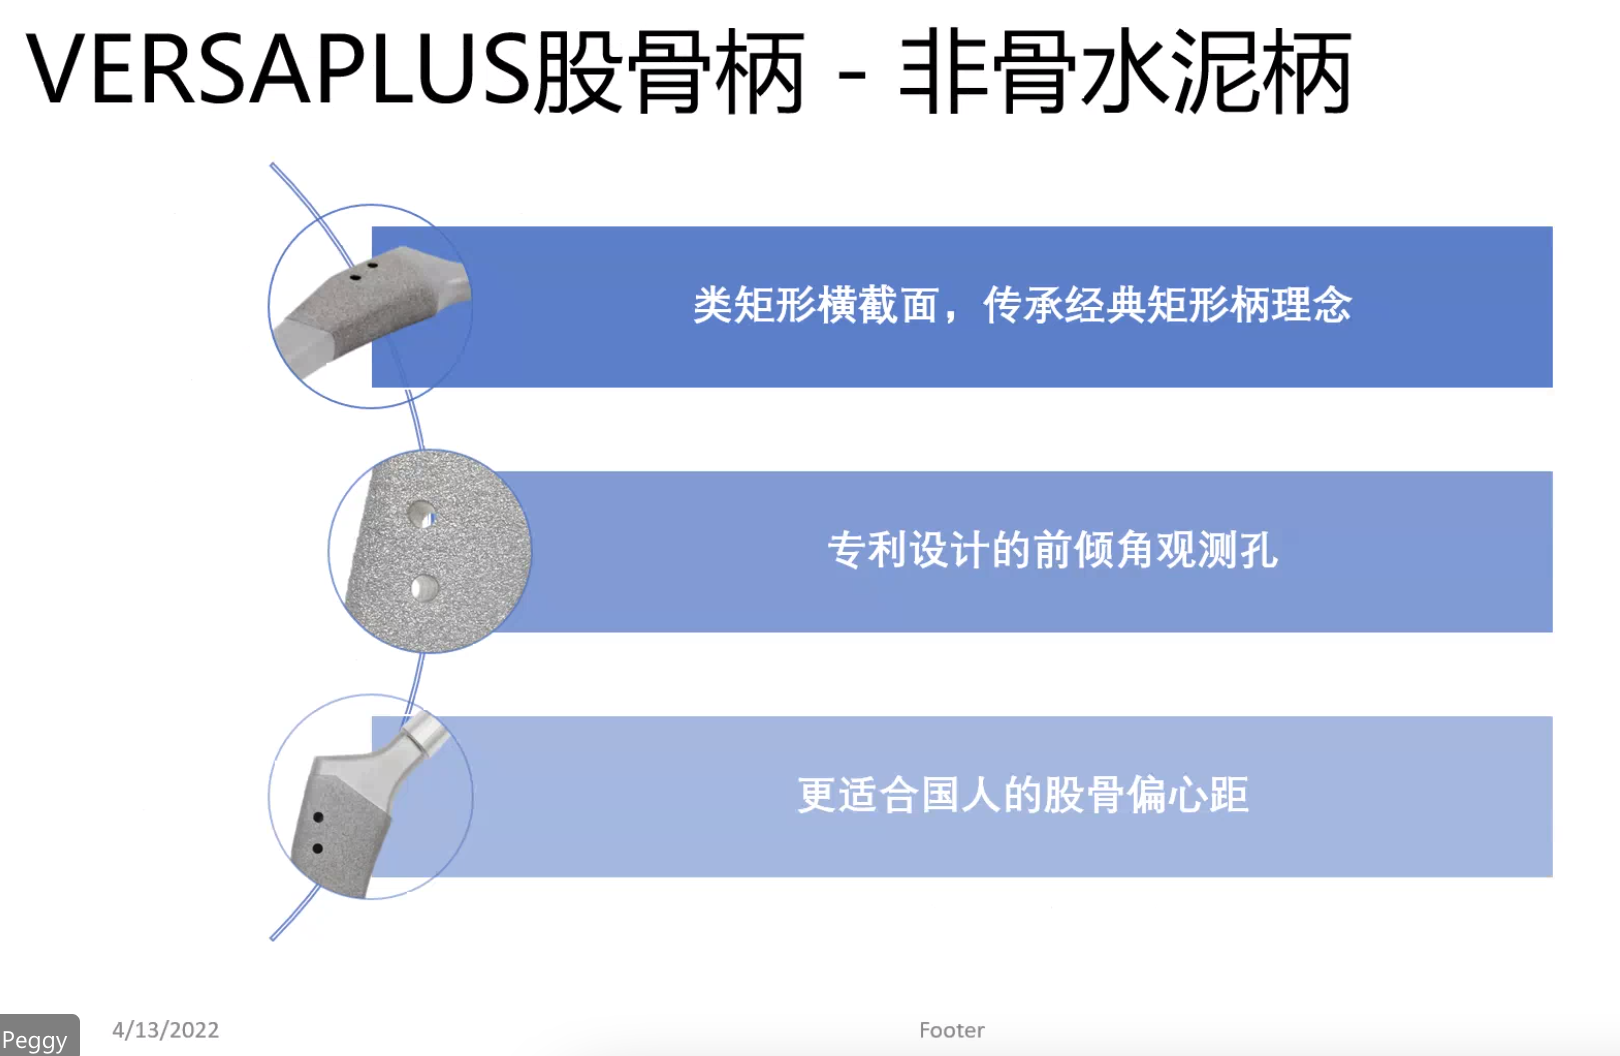 VERSAPLUS股骨柄 - 非骨水泥柄
类矩形横截面，传承经典矩形柄理念
专利设计的前倾角观测孔
更适合国人的股骨偏心距
Peggy
4/13/2022
Footer